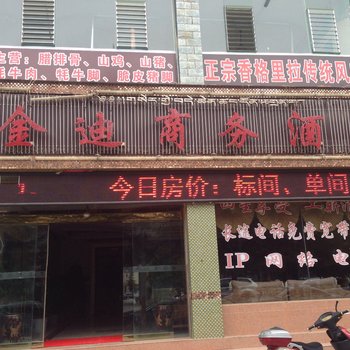 主营：腊排骨、山鸡、山猪、
牦牛肉、牦牛脚、脆皮猪脚
正宗香格里拉传统风
金迪商务酒
今日房价：标间、单间
长途电话免费宽带
IP 网络电